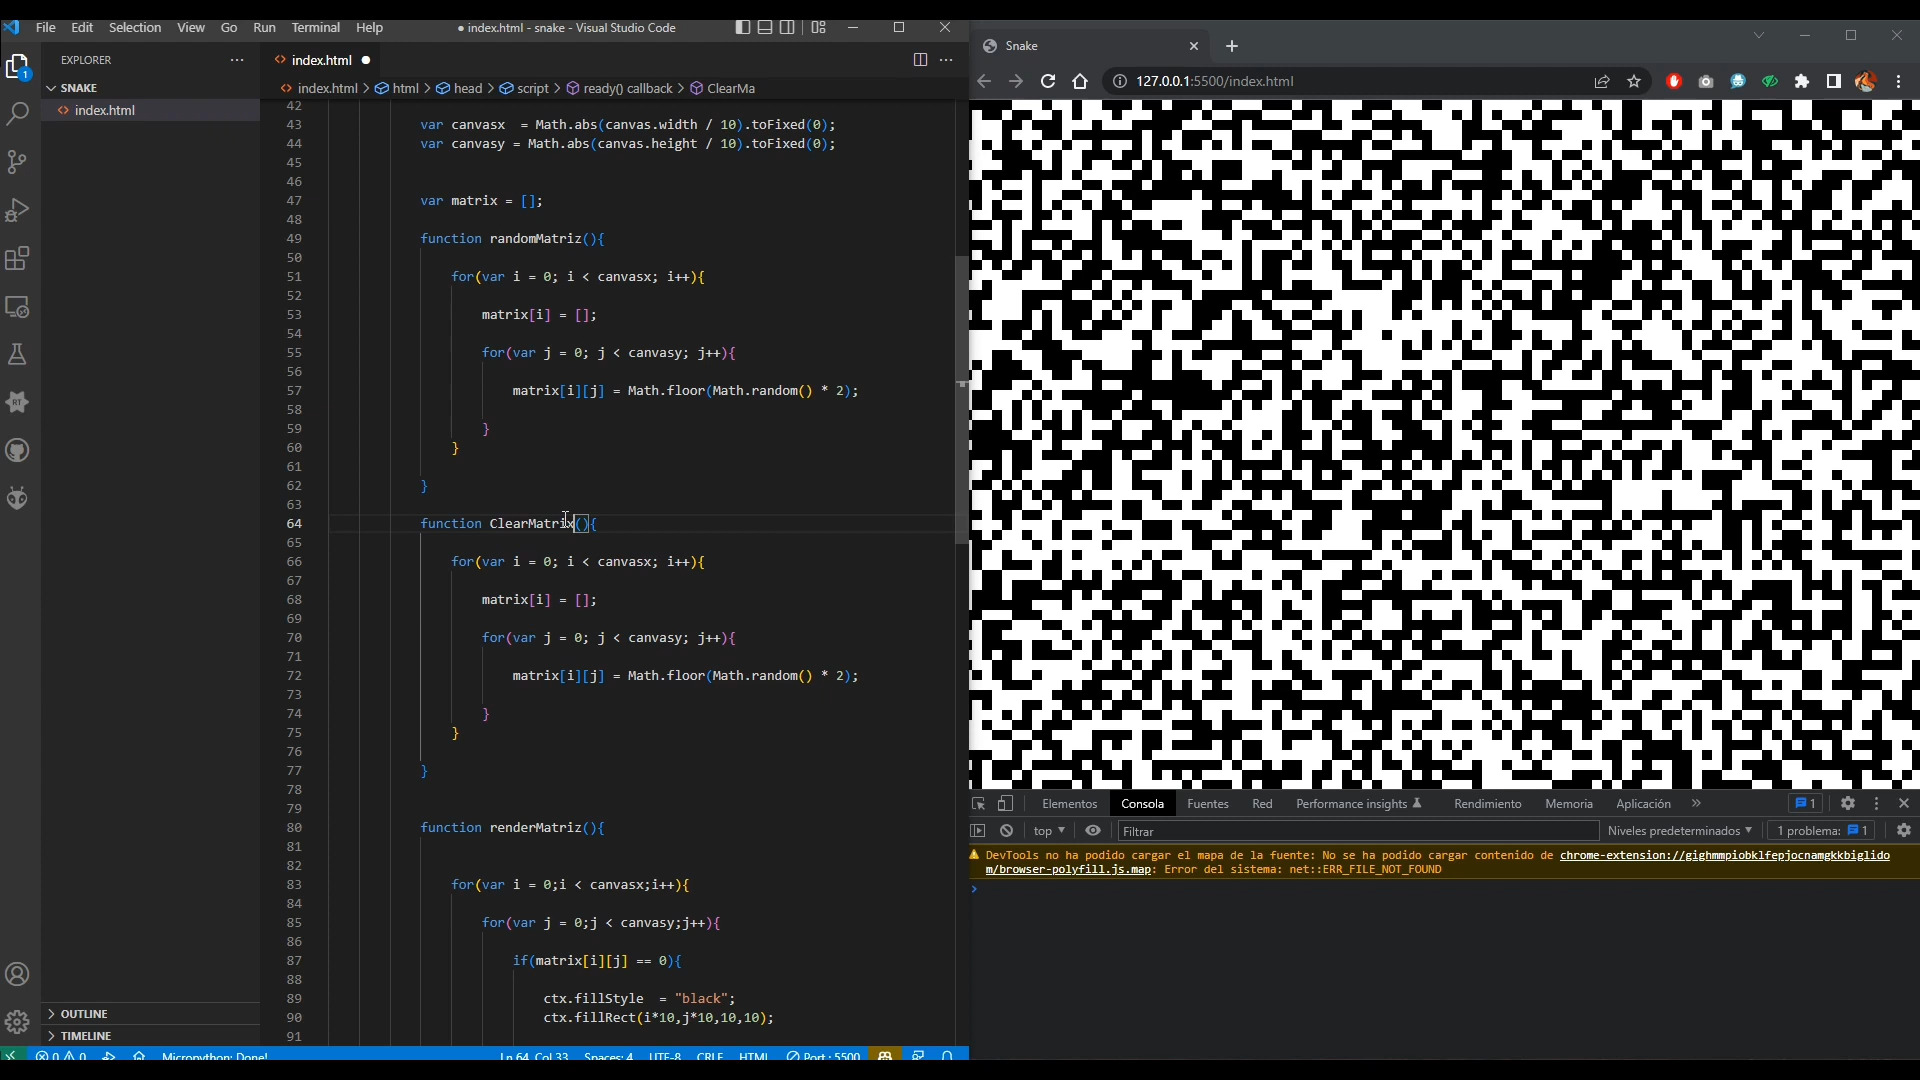 File Edit Selection View Go Run Terminal Help
● index.html - snake - Visual Studio Code
EXPLORER
SNAKE
index.html
1
index.html
index.html > html > head > script > ready() callback > ClearMa
42
43 var canvasx  = Math.abs(canvas.width / 10).toFixed(0);
44 var canvasy = Math.abs(canvas.height / 10).toFixed(0);
45
46
47 var matrix = [];
48
49 function randomMatriz(){
50
51 for(var i = 0; i < canvasx; i++){
52
53 matrix[i] = [];
54
55 for(var j = 0; j < canvasy; j++){
56
57 matrix[i][j] = Math.floor(Math.random() * 2);
58
59 }
60 }
61
62 }
63
64 function ClearMatrix(){
65
66 for(var i = 0; i < canvasx; i++){
67
68 matrix[i] = [];
69
70 for(var j = 0; j < canvasy; j++){
71
72 matrix[i][j] = Math.floor(Math.random() * 2);
73
74 }
75 }
76
77 }
78
79
80 function renderMatriz(){
81
82
83 for(var i = 0;i < canvasx;i++){
84
85 for(var j = 0;j < canvasy;j++){
86
87 if(matrix[i][j] == 0){
88
89 ctx.fillStyle  = "black";
90 ctx.fillRect(i*10,j*10,10,10);
91
OUTLINE
TIMELINE
0 0 Micropython: Done! Ln 64, Col 33 Spaces: 4 UTF-8 CRLF HTML Port : 5500
Snake
127.0.0.1:5500/index.html
RT
Elementos Consola Fuentes Red Performance insights Rendimiento Memoria Aplicación » 1
top Filtrar Niveles predeterminados 1 problema: 1
DevTools no ha podido cargar el mapa de la fuente: No se ha podido cargar contenido de chrome-extension://gighmmpiobklfepjocnamgkkbiglido
m/browser-polyfill.js.map: Error del sistema: net::ERR_FILE_NOT_FOUND